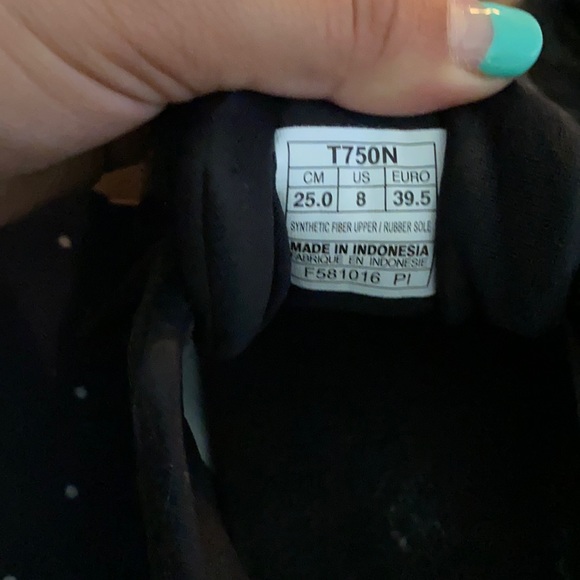 T750N
CM US EURO
25.0 8 39.5
SYNTHETIC FIBER UPPER / RUBBER SOLE
MADE IN INDONESIA
FABRIQUE EN INDONESIE
F581016 PI